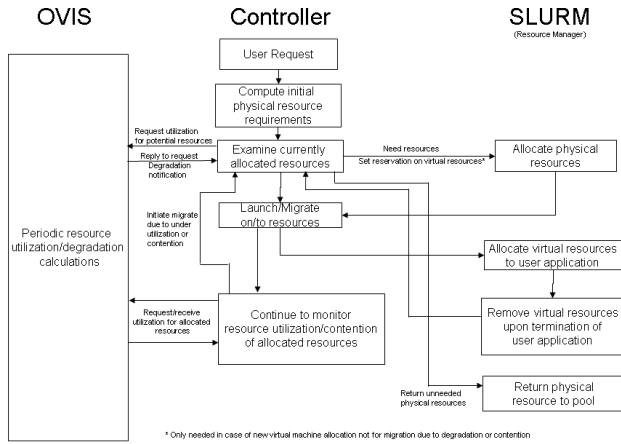 OVIS
Controller
SLURM
(Resource Manager)
User Request
Compute initial
physical resource
requirements
Request utilization
for potential resources
Reply to request
Degradation
notification
Examine currently
allocated resources
Need resources
Set reservation on virtual resources*
Allocate physical
resources
Launch/Migrate
on/to resources
Initiate migrate
due to under
utilization or
contention
Periodic resource
utilization/degradation
calculations
Allocate virtual resources
to user application
Request/receive
utilization for allocated
resources
Continue to monitor
resource utilization/contention
of allocated resources
Remove virtual resources
upon termination of
user application
Return unneeded
physical resources
Return physical
resource to pool
* Only needed in case of new virtual machine allocation not for migration due to degradation or contention